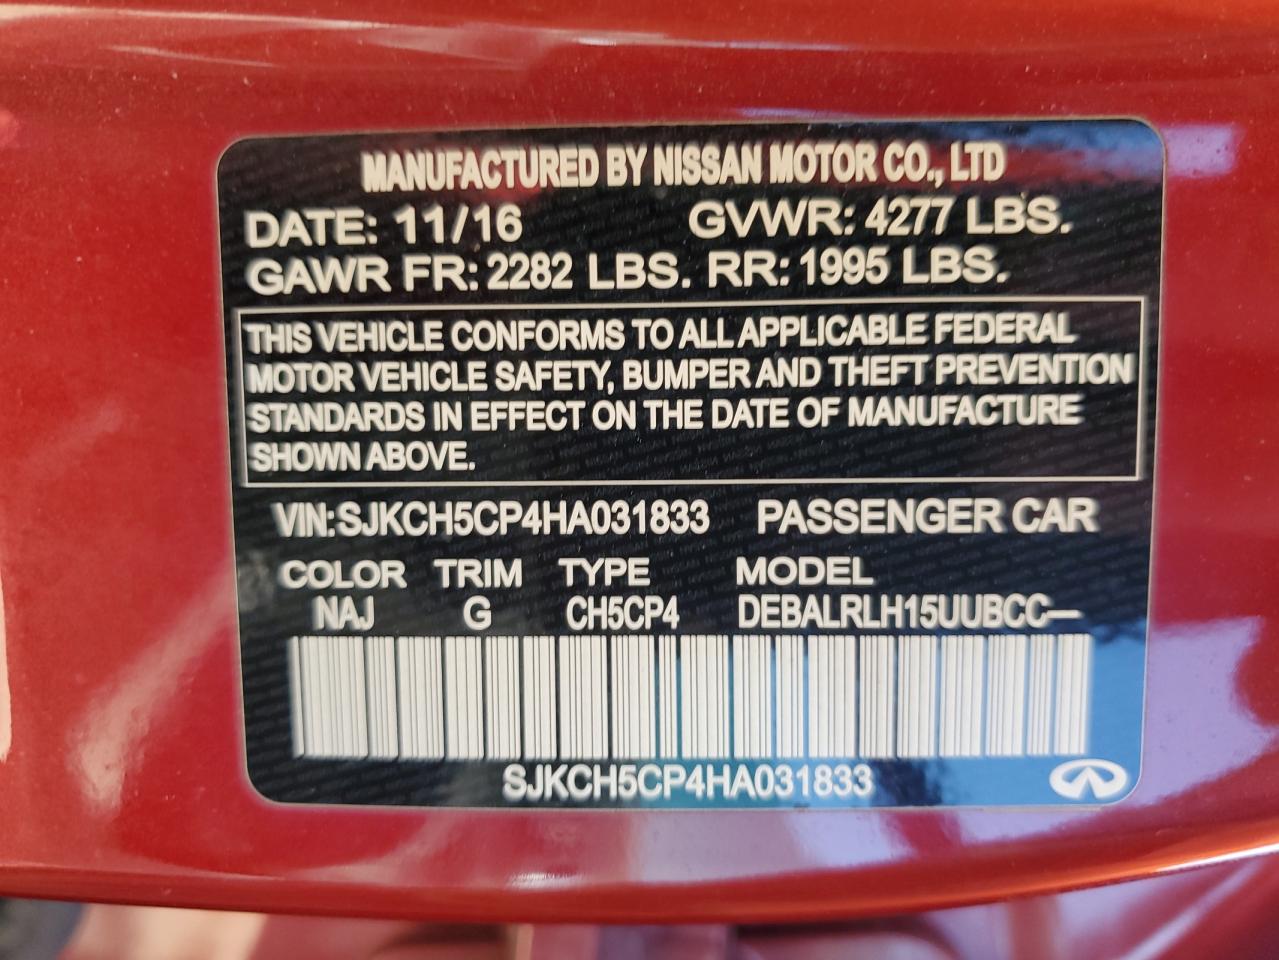 MANUFACTURED BY NISSAN MOTOR CO., LTD
DATE: 11/16 GVWR: 4277 LBS.
GAWR FR: 2282 LBS. RR: 1995 LBS.
THIS VEHICLE CONFORMS TO ALL APPLICABLE FEDERAL
MOTOR VEHICLE SAFETY, BUMPER AND THEFT PREVENTION
STANDARDS IN EFFECT ON THE DATE OF MANUFACTURE
SHOWN ABOVE.
VIN: SJKCH5CP4HA031833 PASSENGER CAR
COLOR TRIM TYPE MODEL
NAJ G CH5CP4 DEBALRLH15UUBCC–
SJKCH5CP4HA031833